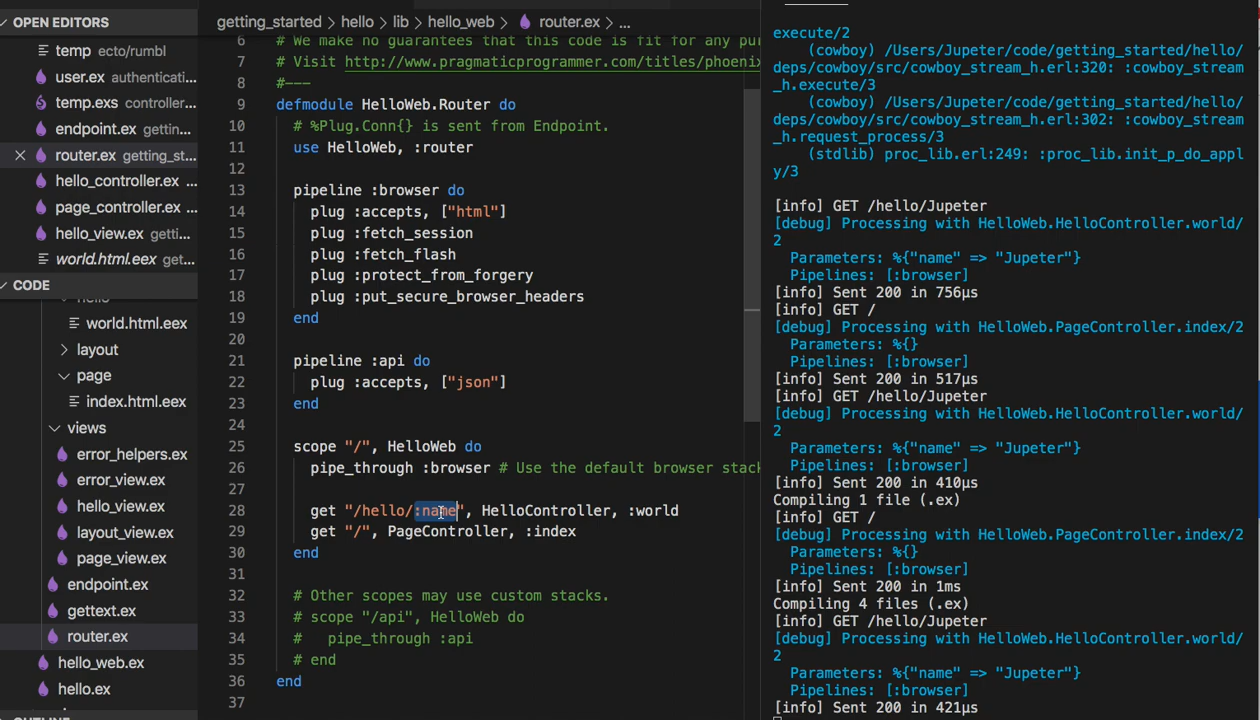 OPEN EDITORS
temp ecto/rumbl
user.ex authenticati...
temp.exs controller...
endpoint.ex gettin...
router.ex getting_st...
hello_controller.ex ...
page_controller.ex ...
hello_view.ex getti...
world.html.eex get...
CODE
hello
world.html.eex
layout
page
index.html.eex
views
error_helpers.ex
error_view.ex
hello_view.ex
layout_view.ex
page_view.ex
endpoint.ex
gettext.ex
router.ex
hello_web.ex
hello.ex
OUTLINE
getting_started > hello > lib > hello_web > router.ex > ...
6 # We make no guarantees that this code is fit for any pur
7 # Visit http://www.pragmaticprogrammer.com/titles/phoenix
8 #---
9 defmodule HelloWeb.Router do
10 # %Plug.Conn{} is sent from Endpoint.
11 use HelloWeb, :router
12
13 pipeline :browser do
14 plug :accepts, ["html"]
15 plug :fetch_session
16 plug :fetch_flash
17 plug :protect_from_forgery
18 plug :put_secure_browser_headers
19 end
20
21 pipeline :api do
22 plug :accepts, ["json"]
23 end
24
25 scope "/", HelloWeb do
26 pipe_through :browser # Use the default browser stack
27
28 get "/hello/:name", HelloController, :world
29 get "/", PageController, :index
30 end
31
32 # Other scopes may use custom stacks.
33 # scope "/api", HelloWeb do
34 # pipe_through :api
35 # end
36 end
37
execute/2
(cowboy) /Users/Jupeter/code/getting_started/hello/
deps/cowboy/src/cowboy_stream_h.erl:320: :cowboy_stream
_h.execute/3
(cowboy) /Users/Jupeter/code/getting_started/hello/
deps/cowboy/src/cowboy_stream_h.erl:302: :cowboy_stream
_h.request_process/3
(stdlib) proc_lib.erl:249: :proc_lib.init_p_do_appl
y/3
[info] GET /hello/Jupeter
[debug] Processing with HelloWeb.HelloController.world/
2
Parameters: %{"name" => "Jupeter"}
Pipelines: [:browser]
[info] Sent 200 in 756µs
[info] GET /
[debug] Processing with HelloWeb.PageController.index/2
Parameters: %{}
Pipelines: [:browser]
[info] Sent 200 in 517µs
[info] GET /hello/Jupeter
[debug] Processing with HelloWeb.HelloController.world/
2
Parameters: %{"name" => "Jupeter"}
Pipelines: [:browser]
[info] Sent 200 in 410µs
Compiling 1 file (.ex)
[info] GET /
[debug] Processing with HelloWeb.PageController.index/2
Parameters: %{}
Pipelines: [:browser]
[info] Sent 200 in 1ms
Compiling 4 files (.ex)
[info] GET /hello/Jupeter
[debug] Processing with HelloWeb.HelloController.world/
2
Parameters: %{"name" => "Jupeter"}
Pipelines: [:browser]
[info] Sent 200 in 421µs